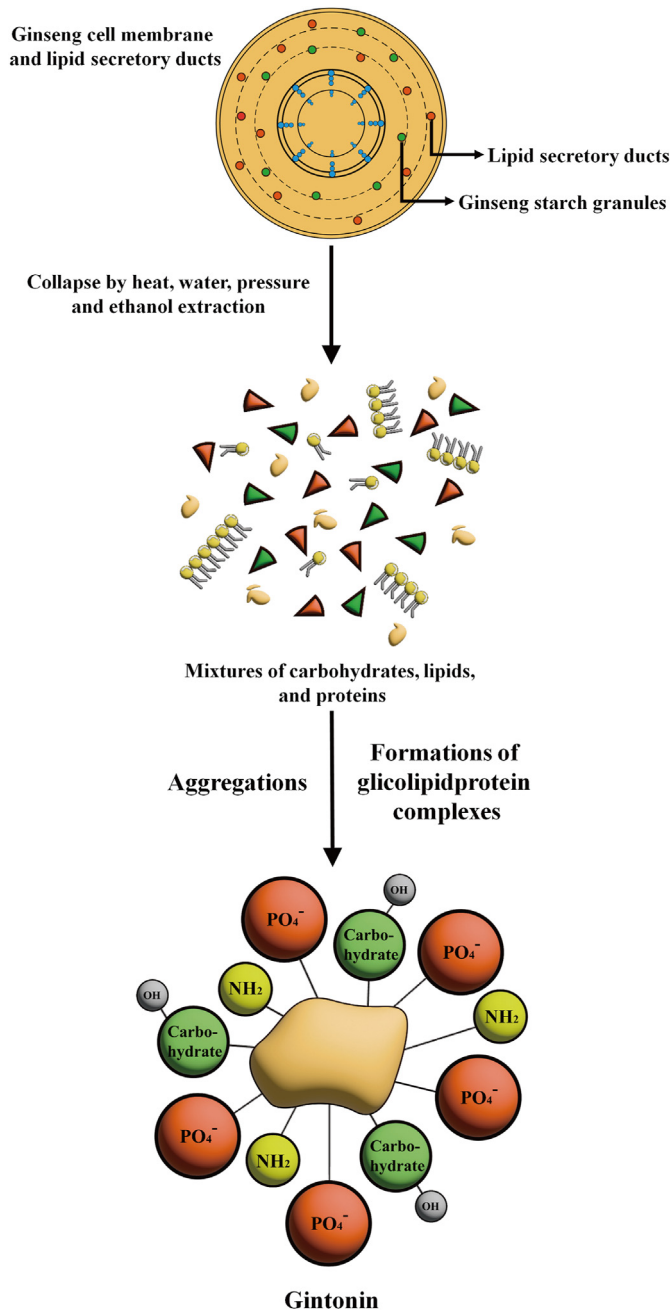 Ginseng cell membrane
and lipid secretory ducts
Lipid secretory ducts
Ginseng starch granules
Collapse by heat, water, pressure
and ethanol extraction
Mixtures of carbohydrates, lipids,
and proteins
Aggregations
Formations of
glicolipidprotein
complexes
OH
PO₄⁻
Carbo-
hydrate
PO₄⁻
NH₂
OH
NH₂
Carbo-
hydrate
PO₄⁻
PO₄⁻
NH₂
Carbo-
hydrate
OH
PO₄⁻
Gintonin